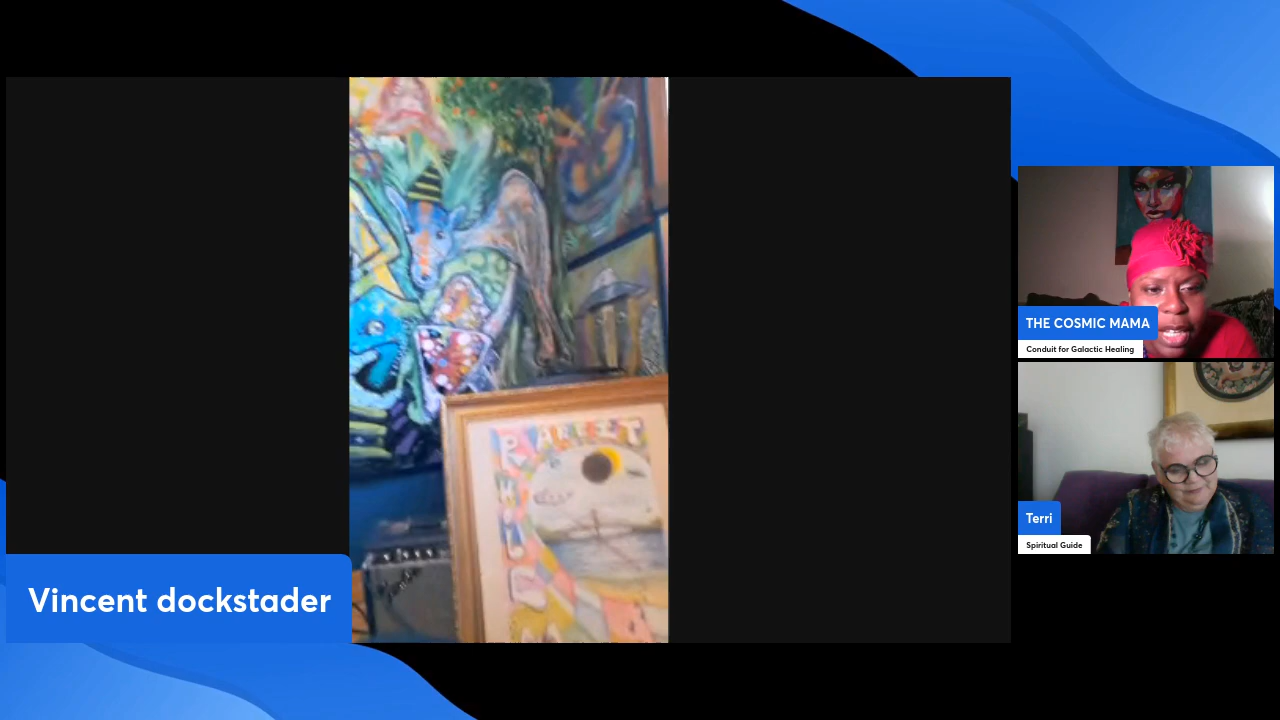 THE COSMIC MAMA
Conduit for Galactic Healing
Terri
Spiritual Guide
Vincent dockstader